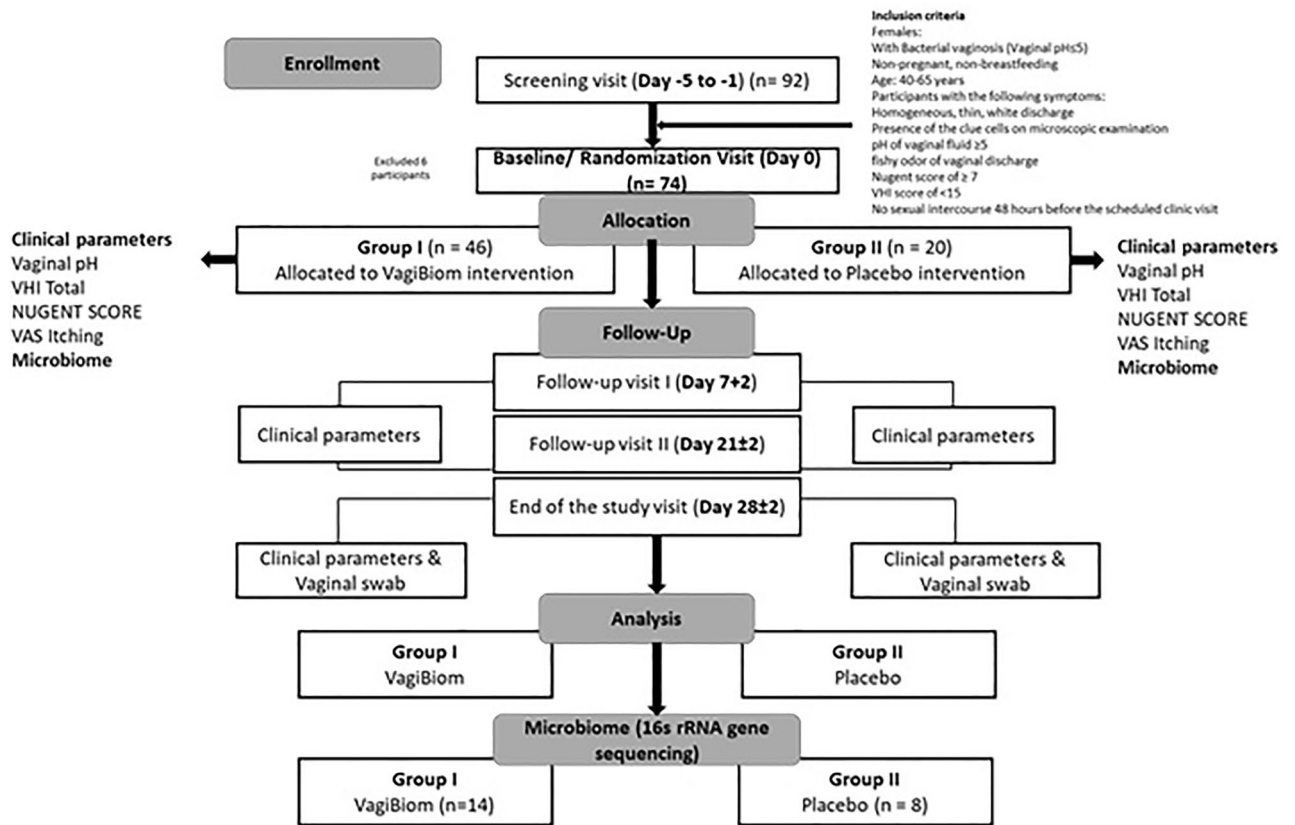 Inclusion criteria
Females:
With Bacterial vaginosis (Vaginal pH≤5)
Non-pregnant, non-breastfeeding
Age: 40-65 years
Participants with the following symptoms:
Homogeneous, thin, white discharge
Presence of the clue cells on microscopic examination
pH of vaginal fluid ≥5
fishy odor of vaginal discharge
Nugent score of ≥ 7
VHI score of <15
No sexual intercourse 48 hours before the scheduled clinic visit
Enrollment
Screening visit (Day -5 to -1) (n= 92)
Excluded 6
participants
Baseline/ Randomization Visit (Day 0)
(n= 74)
Allocation
Group I (n = 46)
Allocated to VagiBiom intervention
Group II (n = 20)
Allocated to Placebo intervention
Clinical parameters
Vaginal pH
VHI Total
NUGENT SCORE
VAS Itching
Microbiome
Clinical parameters
Vaginal pH
VHI Total
NUGENT SCORE
VAS Itching
Microbiome
Follow-Up
Follow-up visit I (Day 7+2)
Clinical parameters
Clinical parameters
Follow-up visit II (Day 21±2)
End of the study visit (Day 28±2)
Clinical parameters &
Vaginal swab
Clinical parameters &
Vaginal swab
Analysis
Group I
VagiBiom
Group II
Placebo
Microbiome (16s rRNA gene
sequencing)
Group I
VagiBiom (n=14)
Group II
Placebo (n = 8)